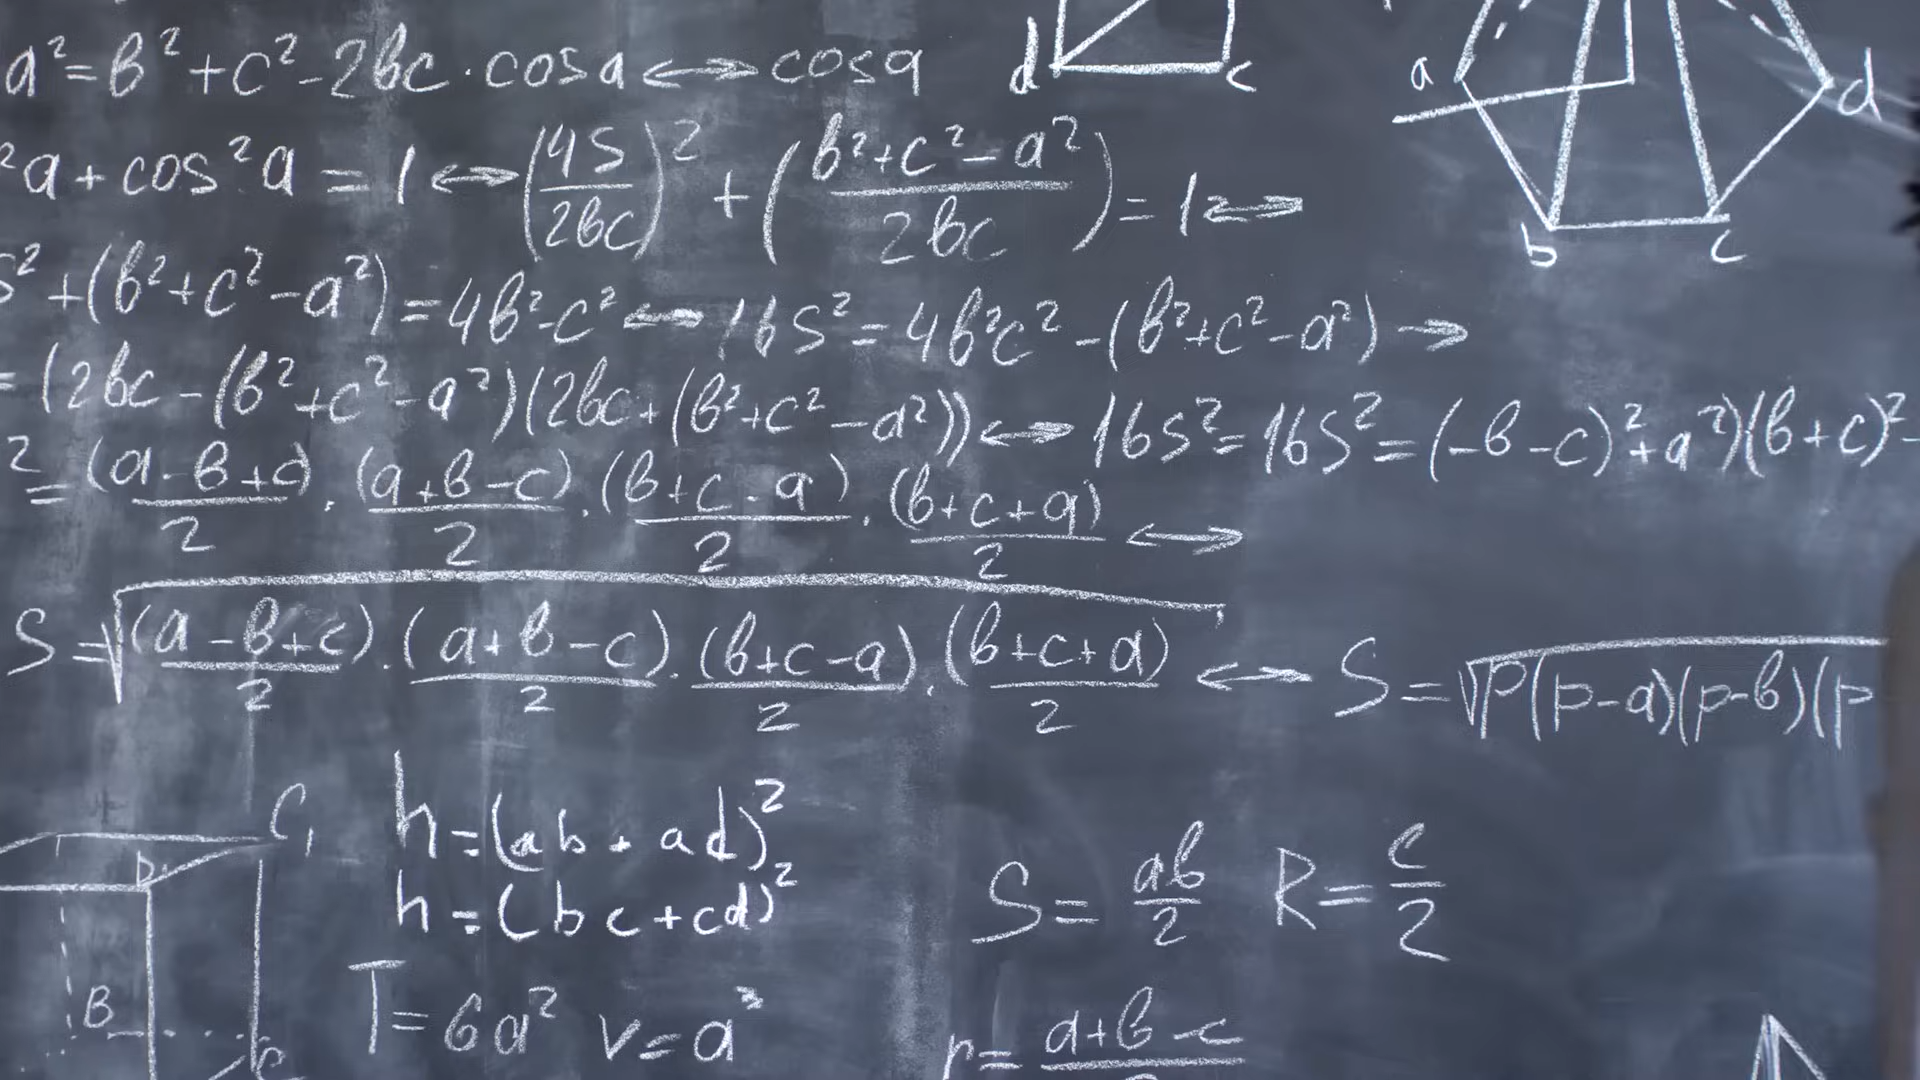 a²=b²+c²-2bc·cosa↔cosa
²a+cos²a=1↔(4S/2bc)²+(b²+c²-a²/2bc)=1↔
S²+(b²+c²-a²)=4b²-c²↔16S²=4b²c²-(b²+c²-a²)→
=(2bc-(b²+c²-a²)(2bc+(b²+c²-a²))↔16S²=16S²=(-b-c)²+a²)(b+c)²-
²=(a-b+c)/2·(a+b-c)/2·(b+c-a)/2·(b+c+a)/2↔
S=√(a-b+c)/2·(a+b-c)/2·(b+c-a)/2·(b+c+a)/2↔S=√P(p-a)(p-b)(p
h=(ab+ad)²
h=(bc+cd)²
S=ab/2 R=c/2
T=6a² v=a³
r=a+b-c
d c
a d
b c
C₁
D
B